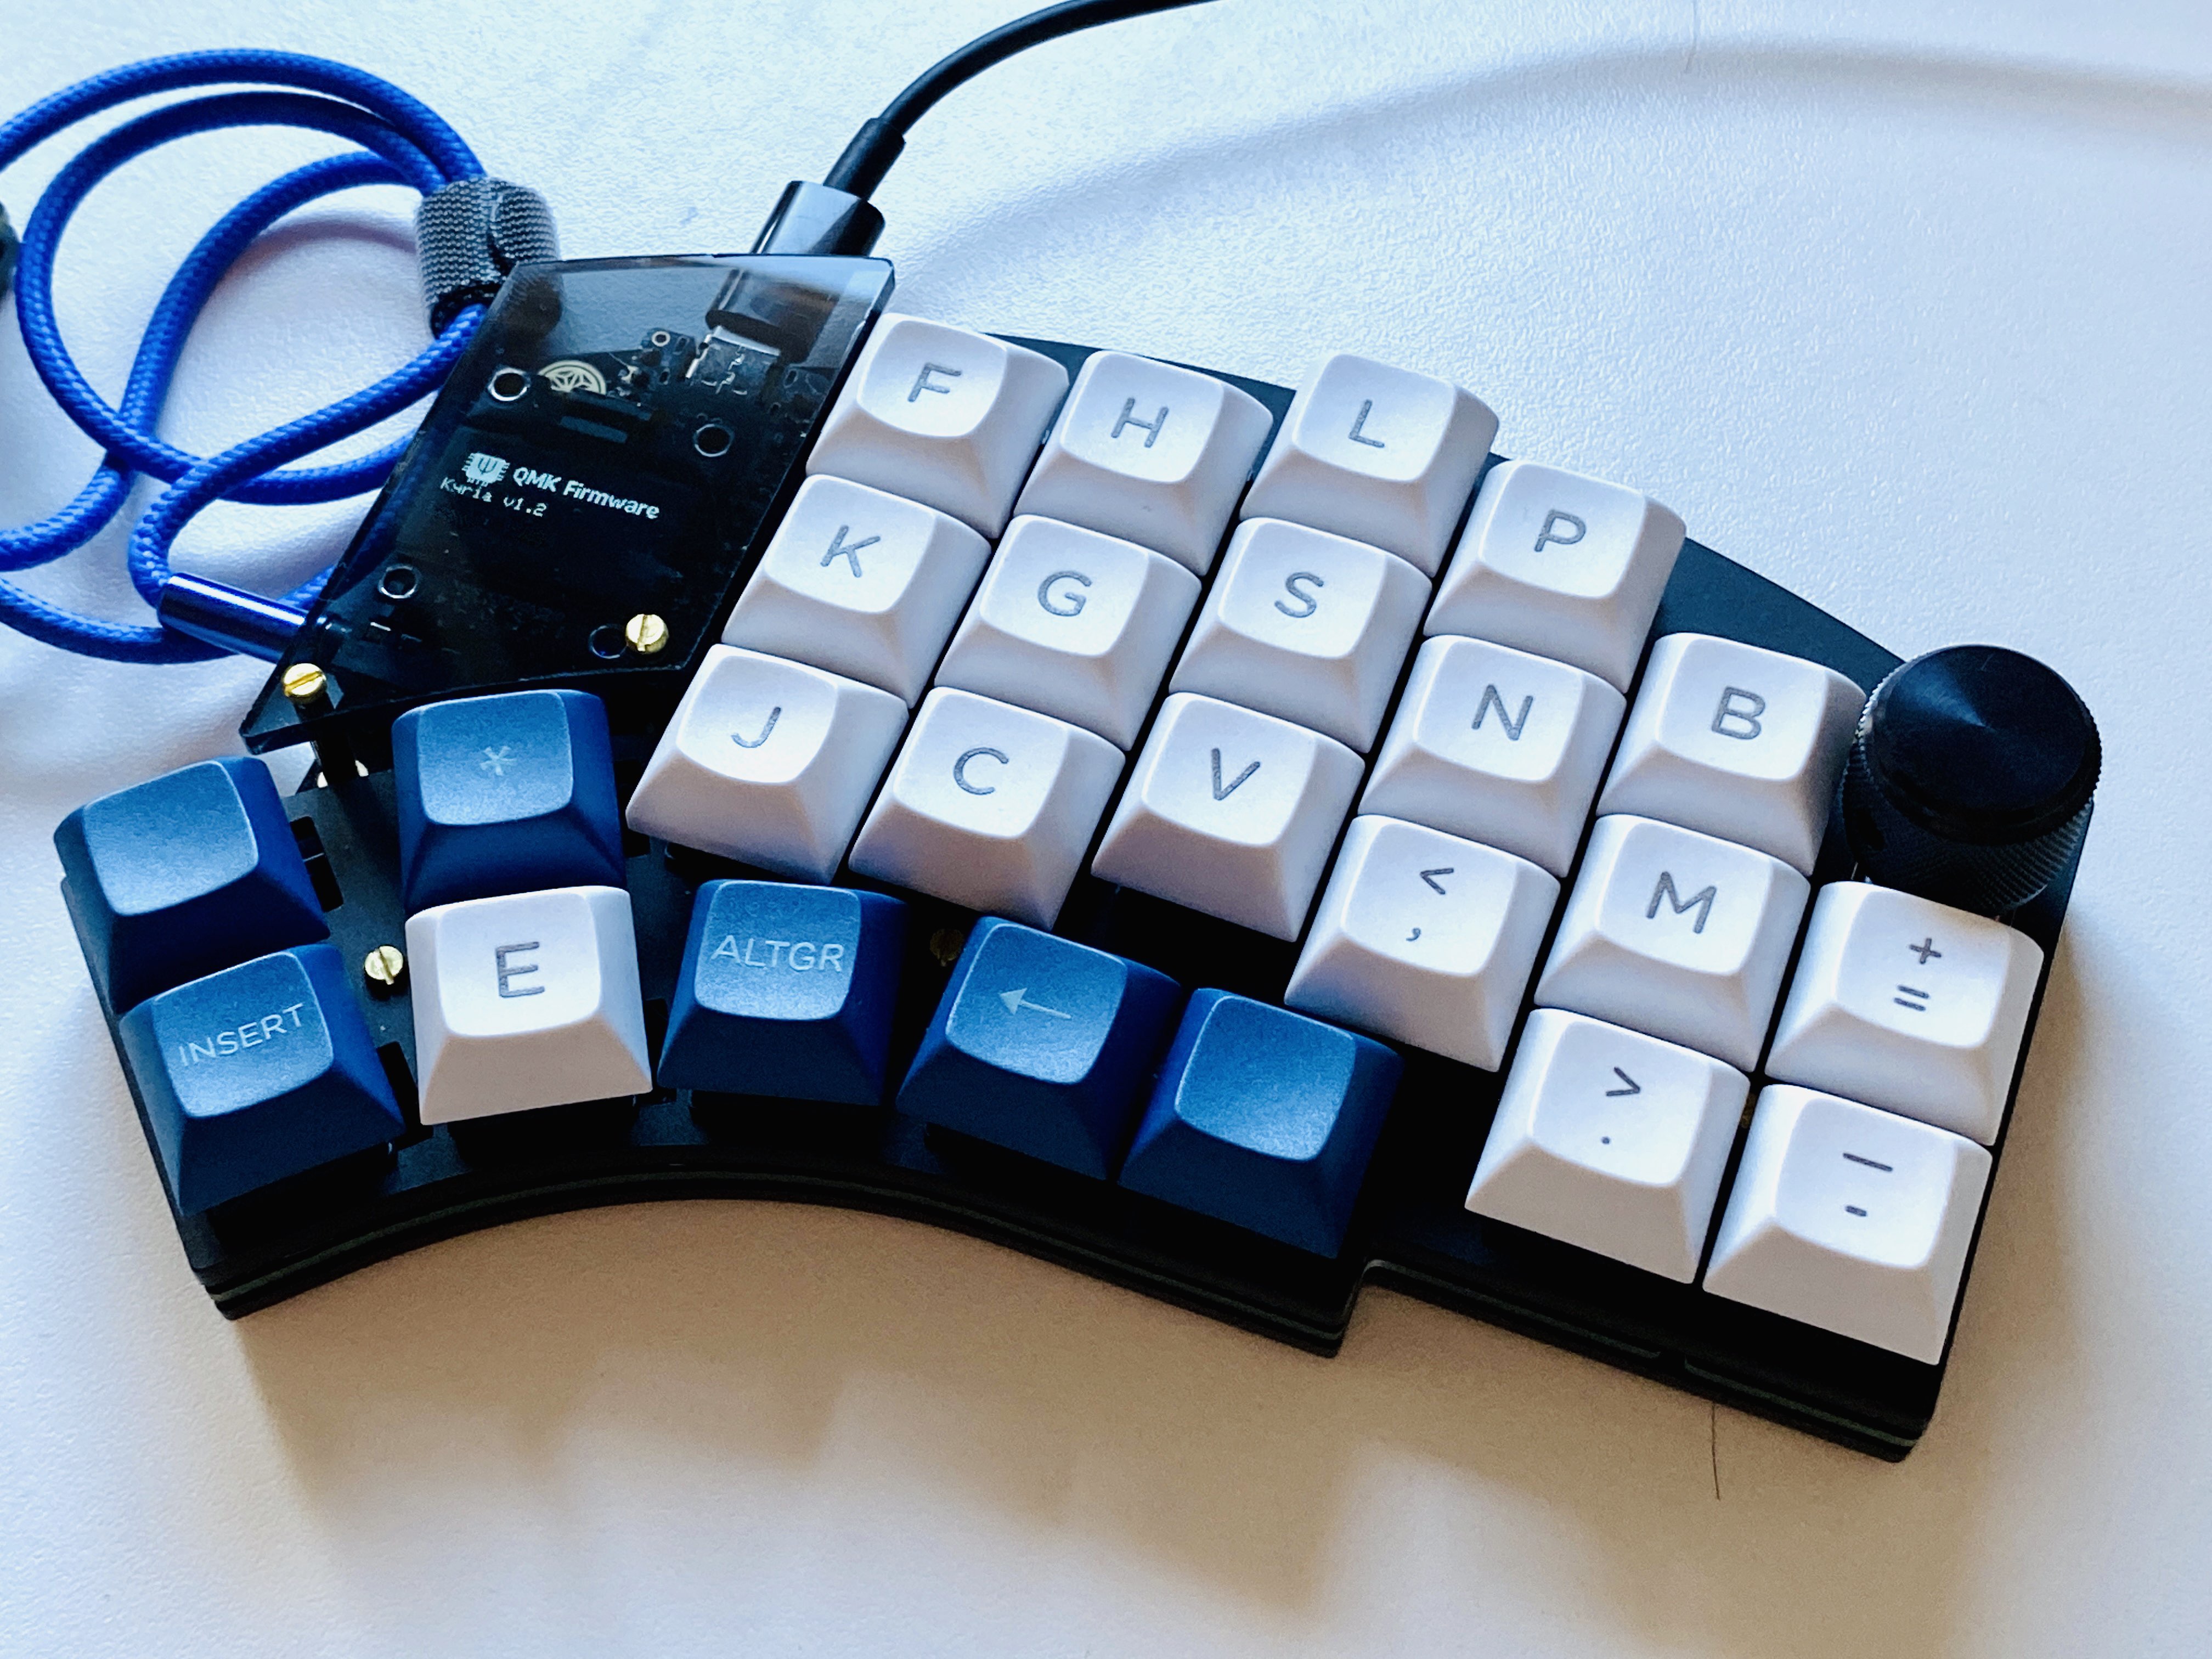 QMK Firmware
Kyria v1.2
F H L
P
K G S
N B
J C V
< ,
M
+ =
*
E
ALTGR
←
INSERT
> .
— -